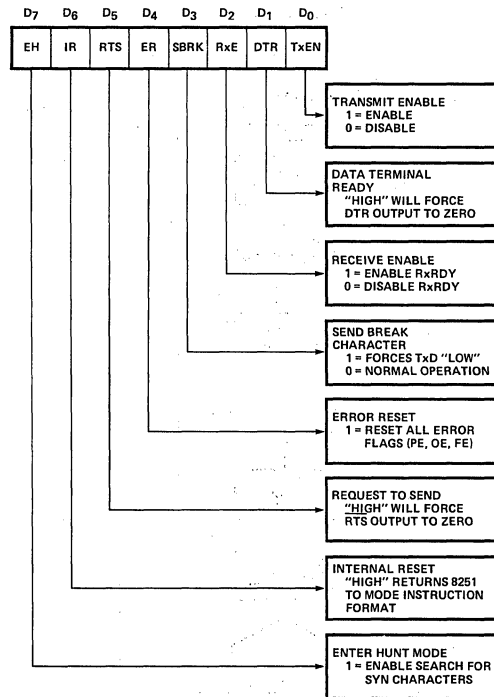 D7 D6 D5 D4 D3 D2 D1 D0
EH IR RTS ER SBRK RxE DTR TxEN
TRANSMIT ENABLE
1 = ENABLE
0 = DISABLE
DATA TERMINAL
READY
"HIGH" WILL FORCE
DTR OUTPUT TO ZERO
RECEIVE ENABLE
1 = ENABLE RxRDY
0 = DISABLE RxRDY
SEND BREAK
CHARACTER
1 = FORCES TxD "LOW"
0 = NORMAL OPERATION
ERROR RESET
1 = RESET ALL ERROR
FLAGS (PE, OE, FE)
REQUEST TO SEND
"HIGH" WILL FORCE
RTS OUTPUT TO ZERO
INTERNAL RESET
"HIGH" RETURNS 8251
TO MODE INSTRUCTION
FORMAT
ENTER HUNT MODE
1 = ENABLE SEARCH FOR
SYN CHARACTERS